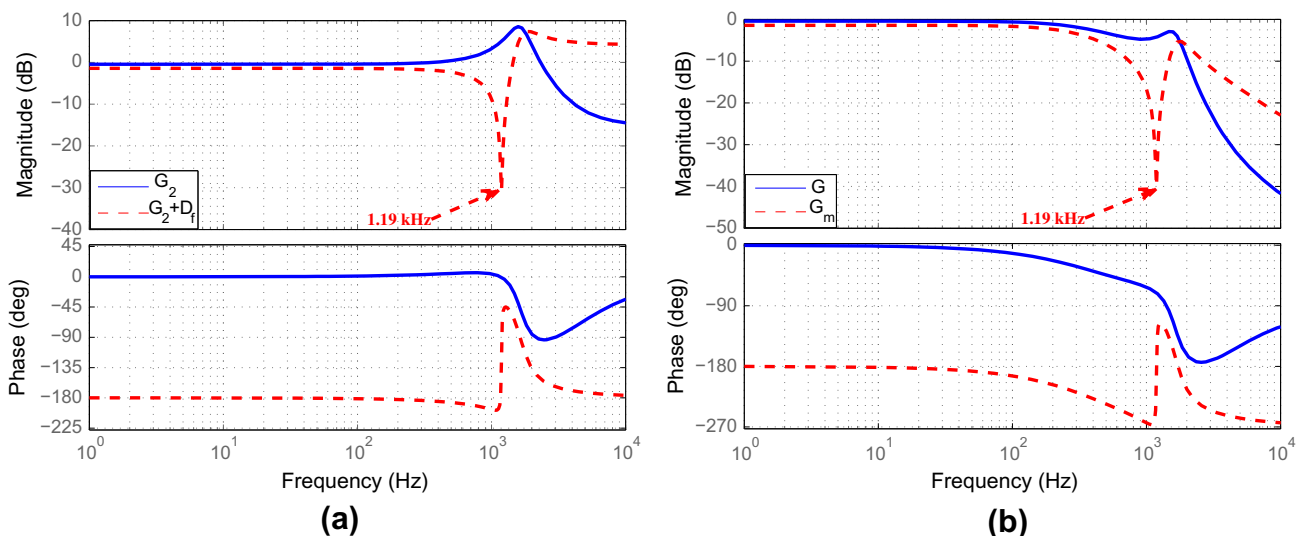 (a)
Magnitude (dB)
10
0
−10
−20
−30
−40
G2
G2+Df
1.19 kHz
Phase (deg)
45
0
−45
−90
−135
−180
−225
10^0
10^1
10^2
10^3
10^4
Frequency (Hz)
(a)
(b)
Magnitude (dB)
0
−10
−20
−30
−40
−50
G
Gm
1.19 kHz
Phase (deg)
0
−90
−180
−270
10^0
10^1
10^2
10^3
10^4
Frequency (Hz)
(b)